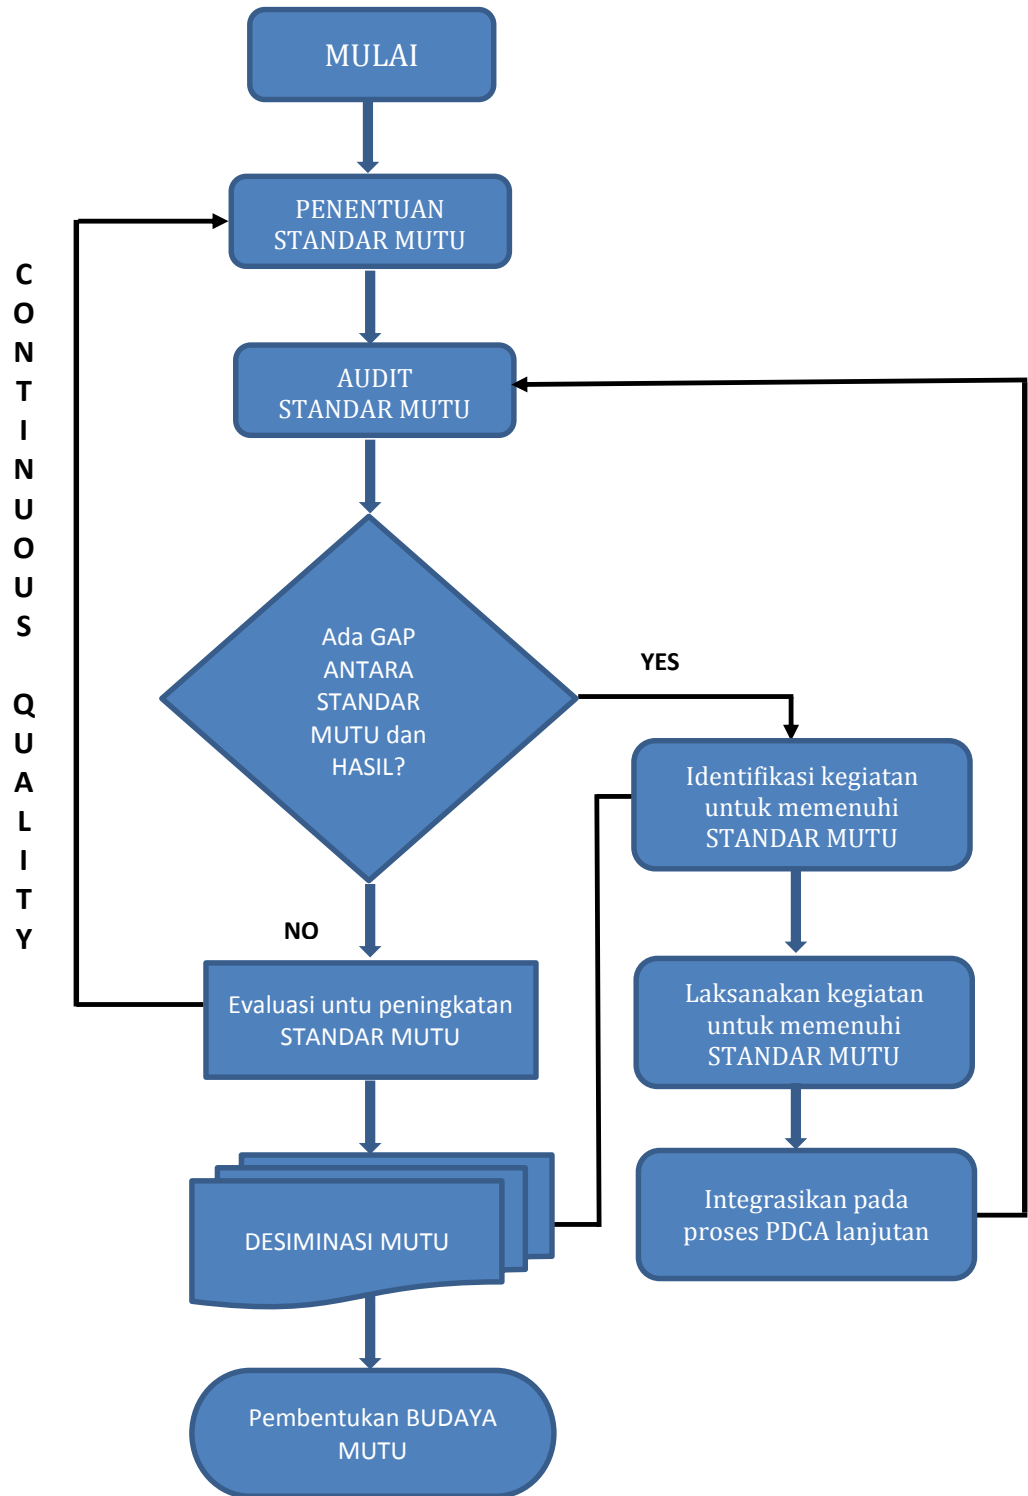 MULAI
PENENTUAN
STANDAR MUTU
AUDIT
STANDAR MUTU
Ada GAP
ANTARA
STANDAR
MUTU dan
HASIL?
YES
Identifikasi kegiatan
untuk memenuhi
STANDAR MUTU
Laksanakan kegiatan
untuk memenuhi
STANDAR MUTU
Integrasikan pada
proses PDCA lanjutan
NO
Evaluasi untu peningkatan
STANDAR MUTU
DESIMINASI MUTU
Pembentukan BUDAYA
MUTU
CONTINUOUS QUALITY